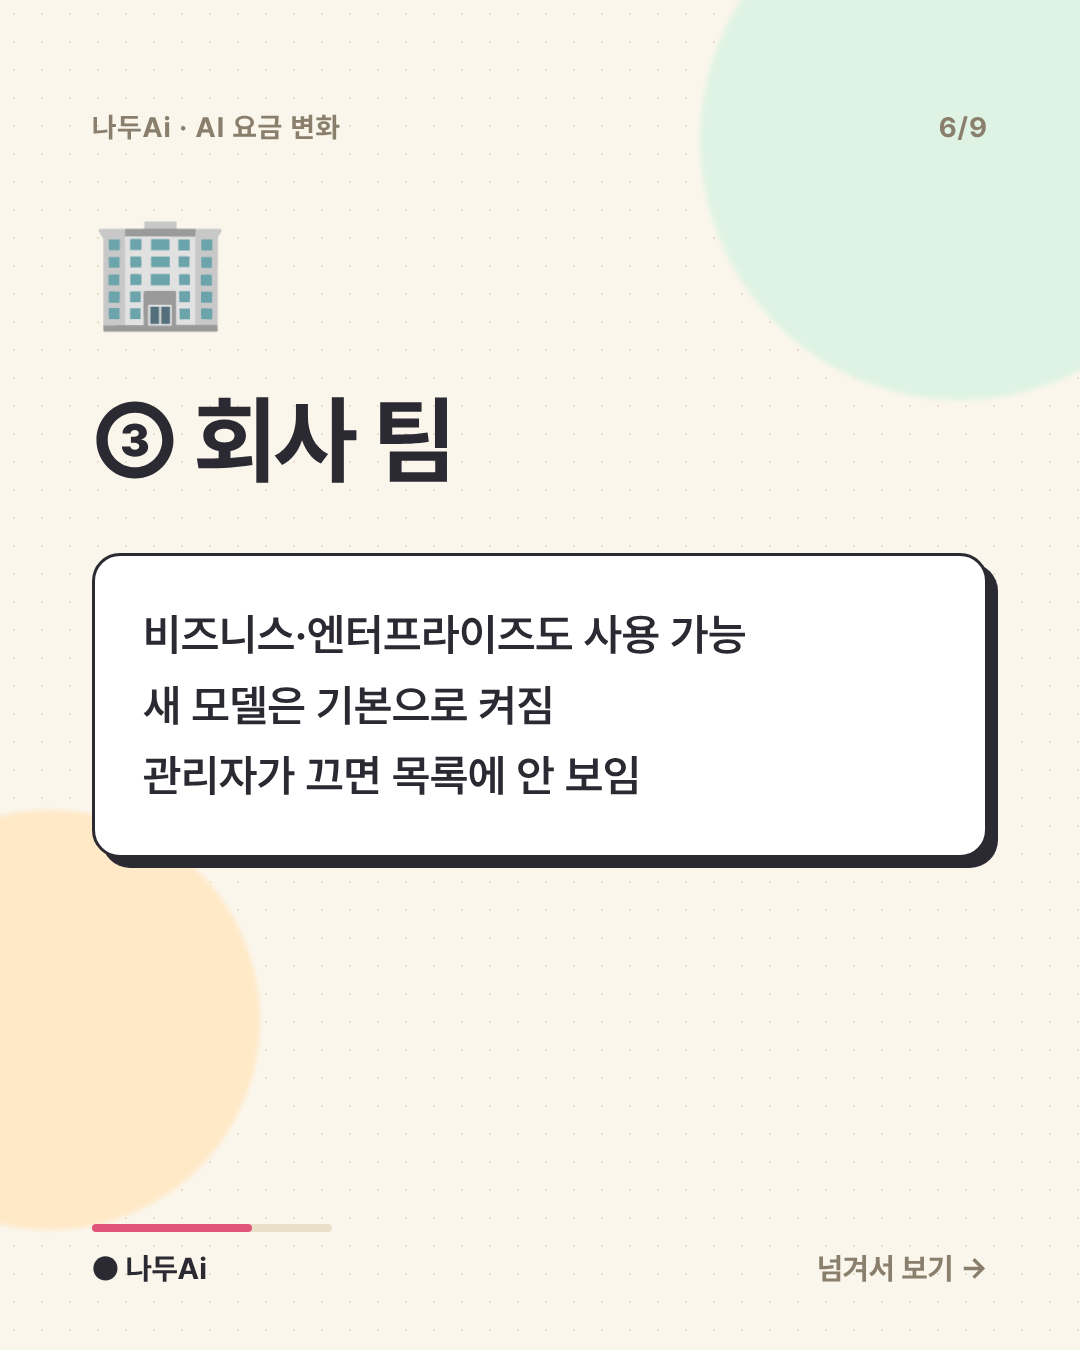 나두Ai · AI 요금 변화
6/9
③ 회사 팀
비즈니스·엔터프라이즈도 사용 가능
새 모델은 기본으로 켜짐
관리자가 끄면 목록에 안 보임
● 나두Ai
넘겨서 보기 →